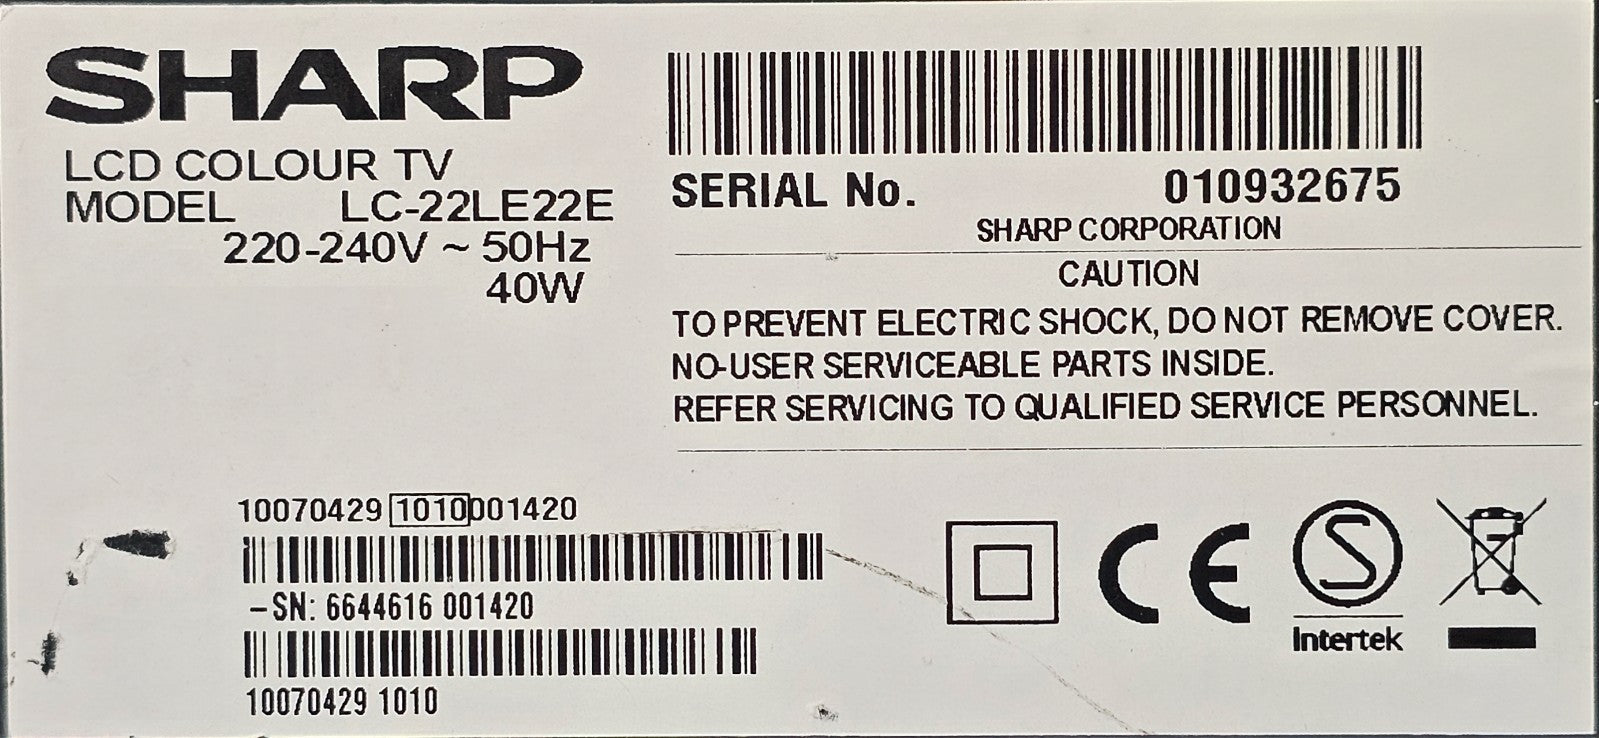 SHARP
LCD COLOUR TV
MODEL LC-22LE22E
220-240V ~ 50Hz
40W
SERIAL No. 010932675
SHARP CORPORATION
CAUTION
TO PREVENT ELECTRIC SHOCK, DO NOT REMOVE COVER.
NO-USER SERVICEABLE PARTS INSIDE.
REFER SERVICING TO QUALIFIED SERVICE PERSONNEL.
10070429 1010001420
-SN: 6644616 001420
10070429 1010
CE
S
Intertek